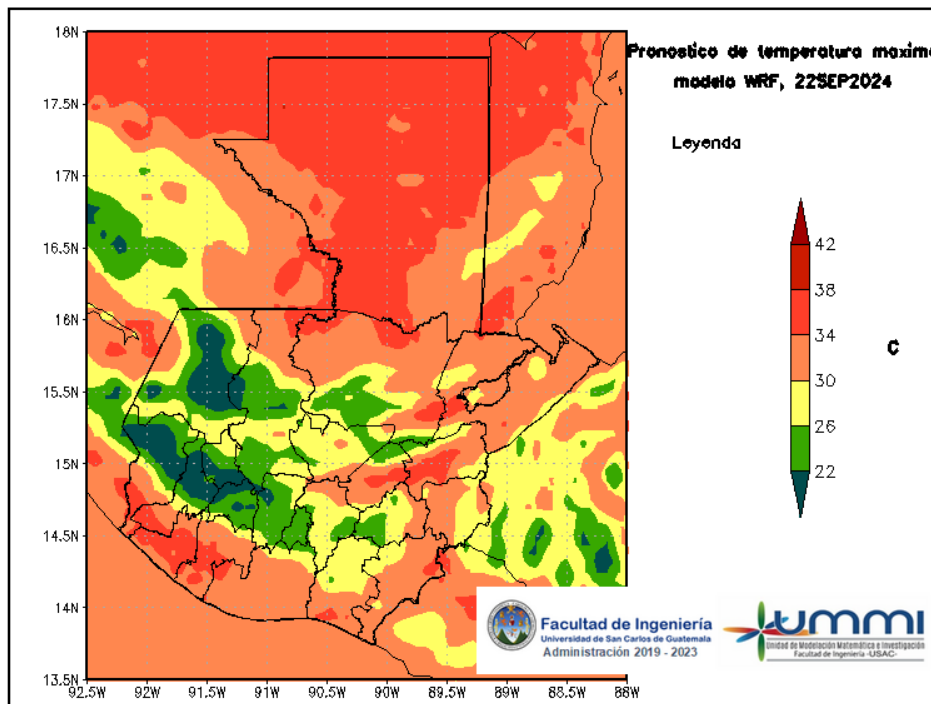 Pronostico de temperatura maxima
modelo WRF, 22SEP2024
Leyenda
42
38
34
30
26
22
C
18N
17.5N
17N
16.5N
16N
15.5N
15N
14.5N
14N
13.5N
92.5W
92W
91.5W
91W
90.5W
90W
89.5W
89W
88.5W
88W
Facultad de Ingeniería
Universidad de San Carlos de Guatemala
Administración 2019 - 2023
ummi
Unidad de Modelación Matemática e Investigación
Facultad de Ingeniería -USAC-